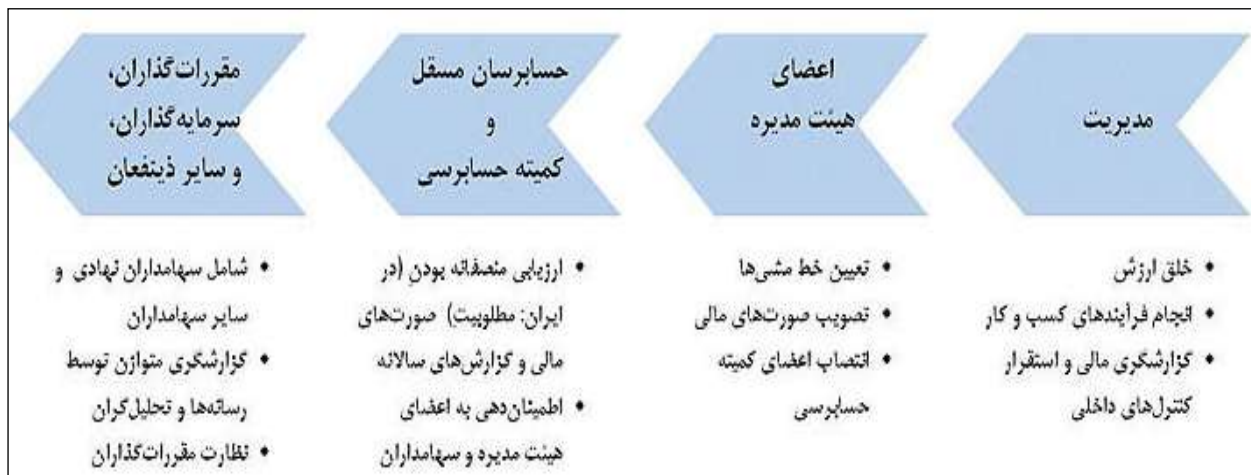 مدیریت
• خلق ارزش
• انجام فرآیندهای کسب و کار
• گزارشگری مالی و استقرار
کنترل‌های داخلی
اعضای
هیئت مدیره
• تعیین خط مشی‌ها
• تصویب صورت‌های مالی
• انتصاب اعضای کمیته
حسابرسی
حسابرسان مسقل
و
کمیته حسابرسی
• ارزیابی منصفانه بودن (در
ایران: مطلوبیت) صورت‌های
مالی و گزارش‌های سالانه
• اطمینان‌دهی به اعضای
هیئت مدیره و سهامداران
مقررات‌گذاران،
سرمایه‌گذاران،
و سایر ذینفعان
• شامل سهامداران نهادی و
سایر سهامداران
• گزارشگری متوازن توسط
رسانه‌ها و تحلیل‌گران
• نظارت مقررات‌گذاران